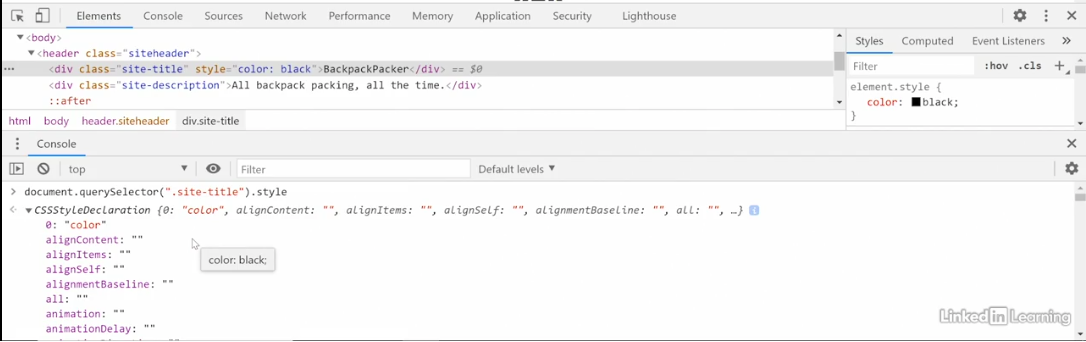 Elements Console Sources Network Performance Memory Application Security Lighthouse
<body>
<header class="siteheader">
<div class="site-title" style="color: black">BackpackPacker</div> == $0
<div class="site-description">All backpack packing, all the time.</div>
::after
html body header.siteheader div.site-title
Styles Computed Event Listeners »
Filter :hov .cls +
element.style {
color: black;
}
Console
top Filter Default levels
> document.querySelector(".site-title").style
CSSStyleDeclaration {0: "color", alignContent: "", alignItems: "", alignSelf: "", alignmentBaseline: "", all: "", …}
0: "color"
alignContent: ""
alignItems: ""
color: black;
alignSelf: ""
alignmentBaseline: ""
all: ""
animation: ""
animationDelay: ""
Linked in Learning